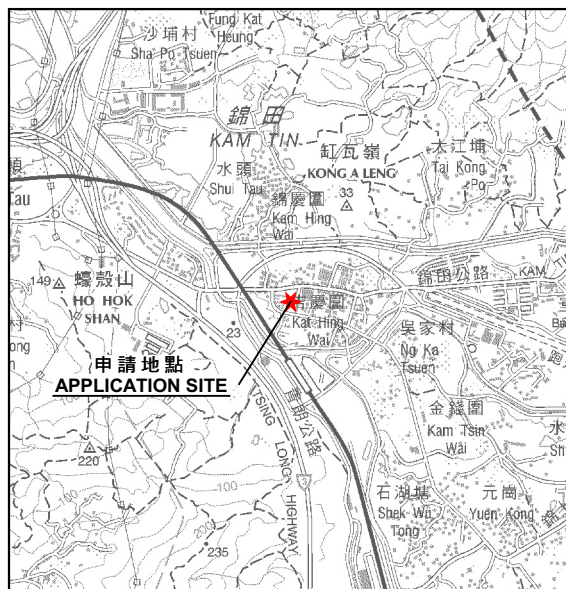 沙埔村
Sha Po Tsuen
Fung Kat
Heung
錦田
KAM TIN
水頭
Shui Tau
缸瓦嶺
KONG A LENG
33
大江埔
Tai Kong
Po
錦慶圍
Kam Hing
Wai
Tau
149
蠔殼山
HO HOK
SHAN
錦田公路
KAM
慶圍
Kat Hing
Wai
23
吳家村
Ng Ka
Tsuen
申請地點
APPLICATION SITE
青朗公路
TSING LONG HIGHWAY
3
金錢圍
Kam Tsin
Wai
水
220
100
100
石湖塘
Shek Wu
Tong
元崗
Yuen Kong
200
235